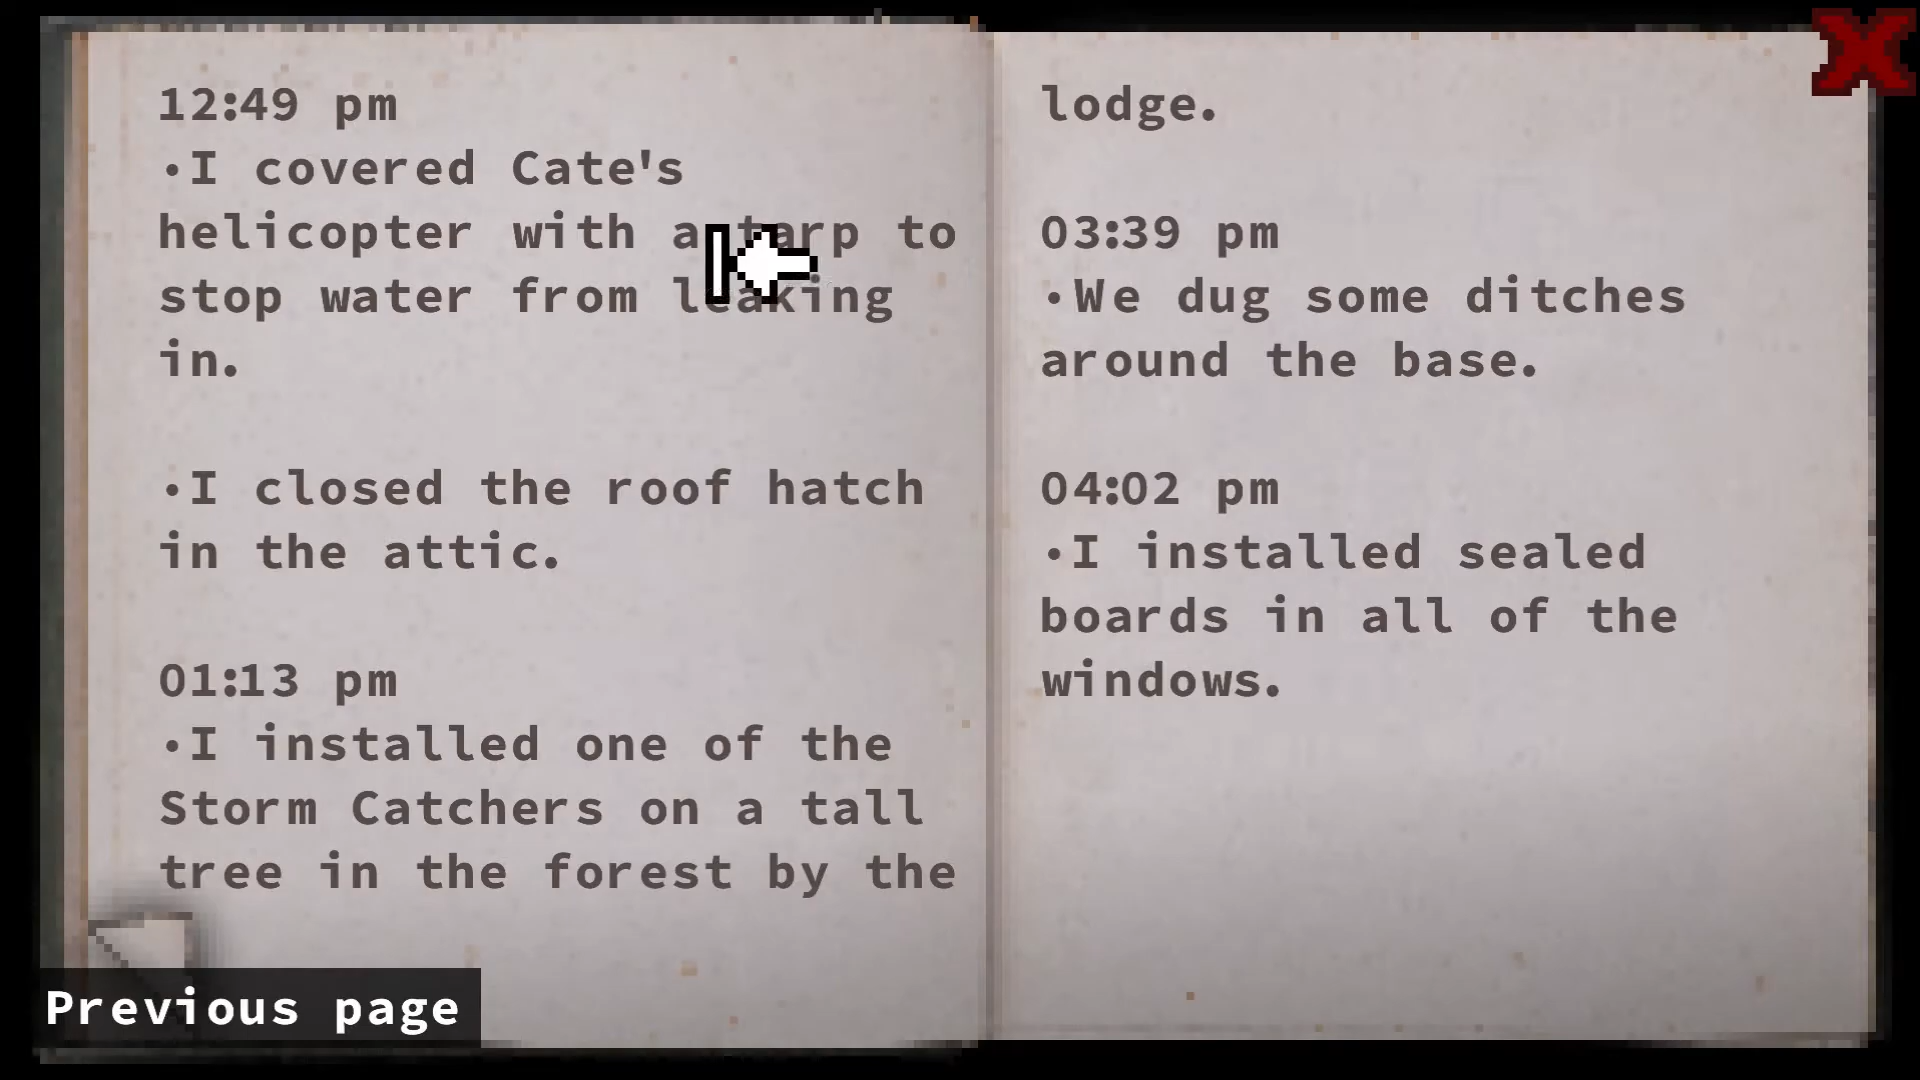 12:49 pm
•I covered Cate's
helicopter with a tarp to
stop water from leaking
in.
•I closed the roof hatch
in the attic.
01:13 pm
•I installed one of the
Storm Catchers on a tall
tree in the forest by the
lodge.
03:39 pm
•We dug some ditches
around the base.
04:02 pm
•I installed sealed
boards in all of the
windows.
Previous page